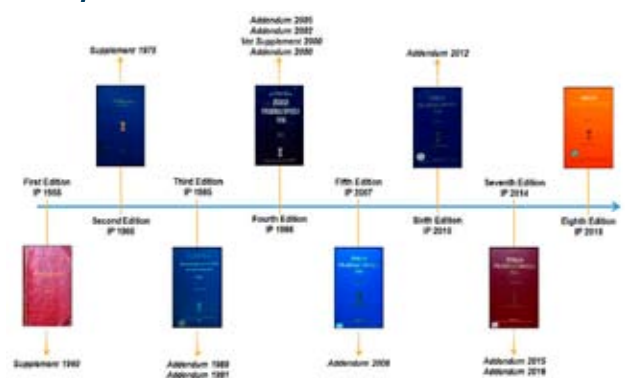 Addendum 2005
Addendum 2002
Vet Supplement 2000
Addendum 2000
Supplement 1975
Addendum 2012
First Edition
IP 1955
Third Edition
IP 1985
Fifth Edition
IP 2007
Seventh Edition
IP 2014
Second Edition
IP 1966
Fourth Edition
IP 1996
Sixth Edition
IP 2010
Eighth Edition
IP 2018
Supplement 1960
Addendum 1989
Addendum 1991
Addendum 2008
Addendum 2015
Addendum 2016